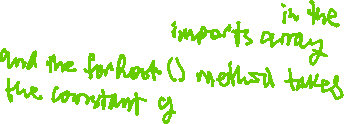 in the
imports array
and the forRoot() method takes
the constant g